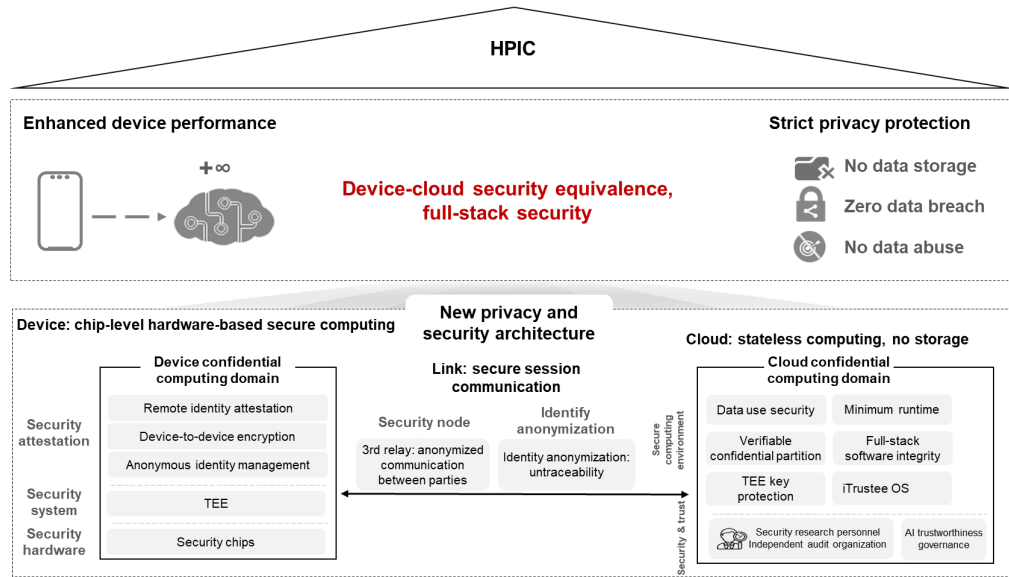 HPIC
Enhanced device performance
+∞
Device-cloud security equivalence,
full-stack security
Strict privacy protection
No data storage
Zero data breach
No data abuse
New privacy and
security architecture
Device: chip-level hardware-based secure computing
Device confidential
computing domain
Security
attestation
Remote identity attestation
Device-to-device encryption
Anonymous identity management
Security
system
TEE
Security
hardware
Security chips
Link: secure session
communication
Security node
3rd relay: anonymized
communication
between parties
Identify
anonymization
Identity anonymization:
untraceability
Cloud: stateless computing, no storage
Cloud confidential
computing domain
Secure
computing
environment
Data use security
Minimum runtime
Verifiable
confidential partition
Full-stack
software integrity
TEE key
protection
iTrustee OS
Security & trust
Security research personnel
Independent audit organization
AI trustworthiness
governance